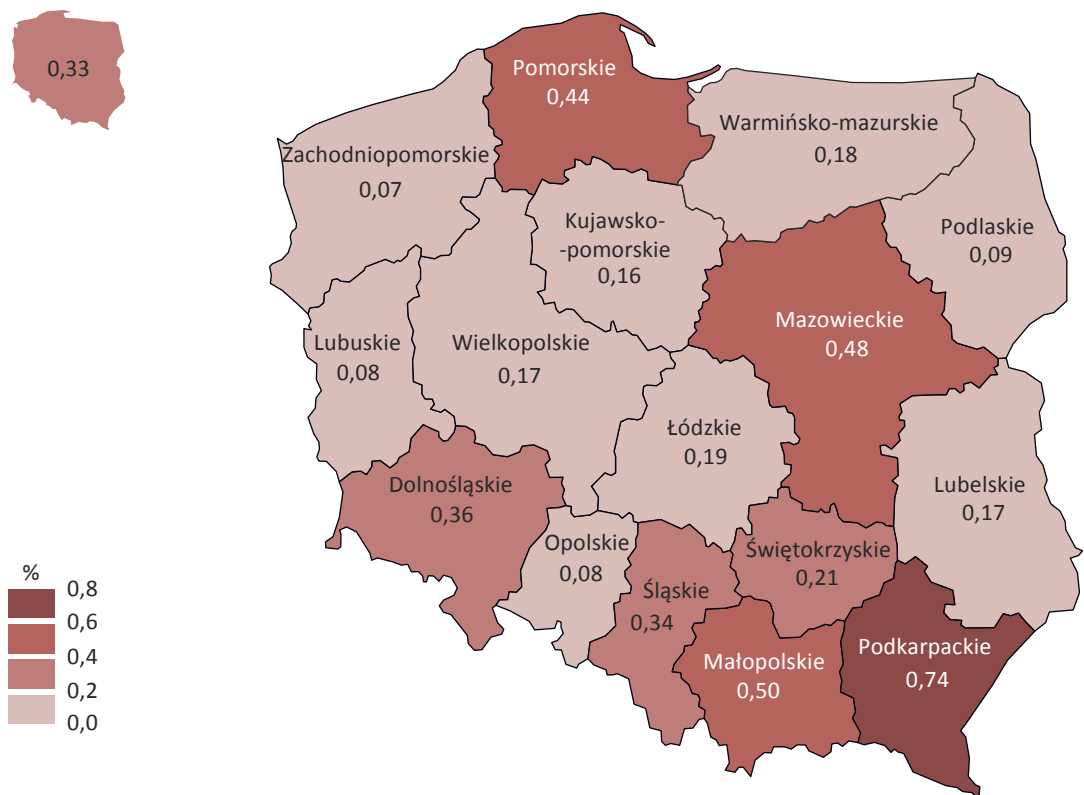 0,33
Pomorskie
0,44
Warmińsko-mazurskie
0,18
Zachodniopomorskie
0,07
Kujawsko-
-pomorskie
0,16
Podlaskie
0,09
Mazowieckie
0,48
Lubuskie
0,08
Wielkopolskie
0,17
Łódzkie
0,19
Dolnośląskie
0,36
Lubelskie
0,17
Opolskie
0,08
Świętokrzyskie
0,21
Śląskie
0,34
Małopolskie
0,50
Podkarpackie
0,74
%
0,8
0,6
0,4
0,2
0,0